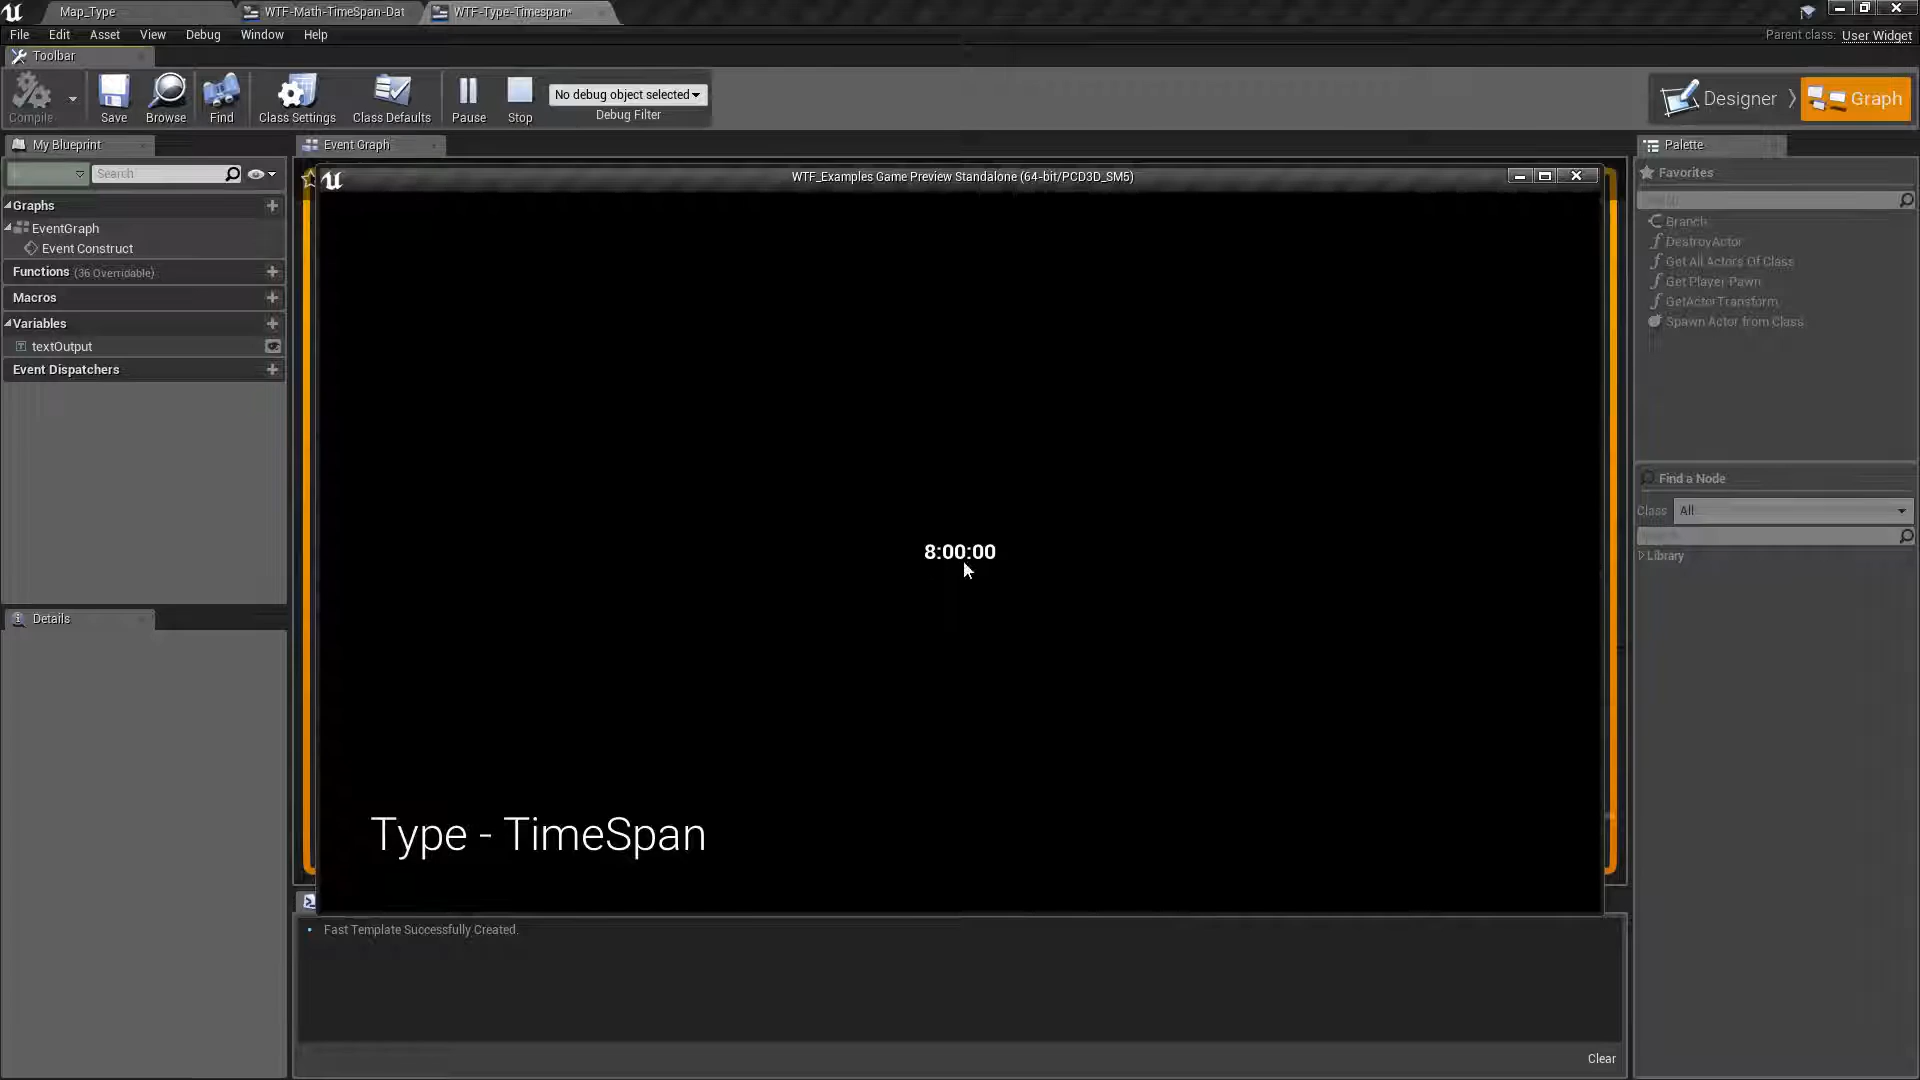 Map_Type
WTF-Math-TimeSpan-Dat
WTF-Type-Timespan*
File Edit Asset View Debug Window Help
Parent class: User Widget
Toolbar
Compile
Save
Browse
Find
Class Settings
Class Defaults
Pause
Stop
No debug object selected
Debug Filter
Designer
Graph
My Blueprint
Search
Graphs
EventGraph
Event Construct
Functions (36 Overridable)
Macros
Variables
textOutput
Event Dispatchers
Details
Event Graph
WTF_Examples Game Preview Standalone (64-bit/PCD3D_SM5)
8:00:00
Type - TimeSpan
Fast Template Successfully Created.
Clear
Palette
Favorites
Branch
DestroyActor
Get All Actors Of Class
Get Player Pawn
GetActorTransform
Spawn Actor from Class
Find a Node
Class All
Library